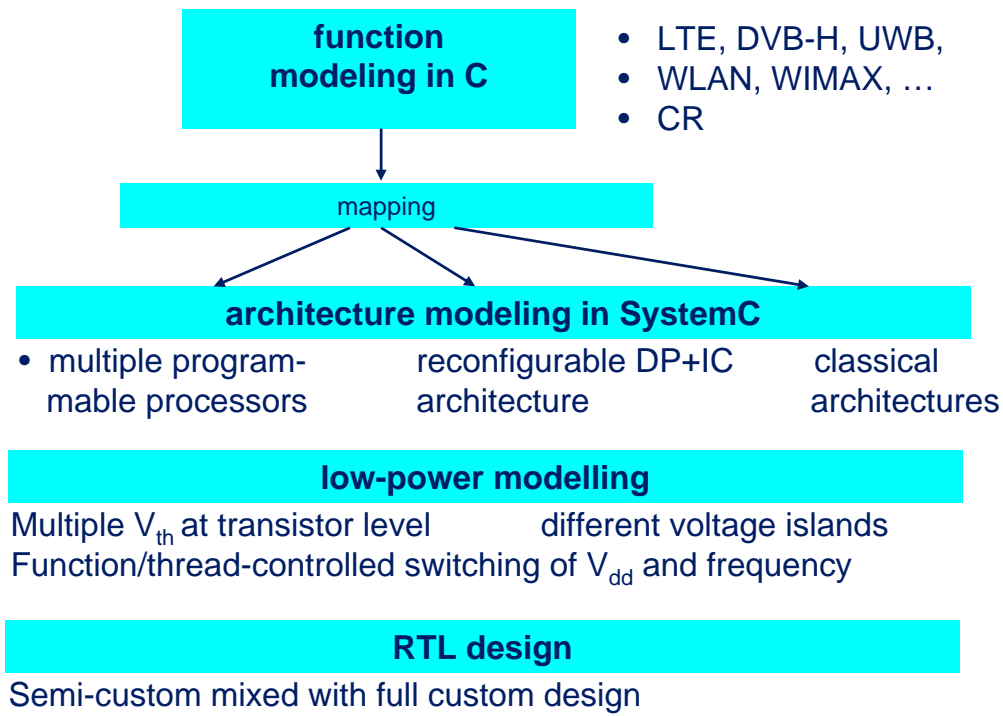 function
modeling in C
• LTE, DVB-H, UWB,
• WLAN, WIMAX, …
• CR
mapping
architecture modeling in SystemC
• multiple program-
mable processors
reconfigurable DP+IC
architecture
classical
architectures
low-power modelling
Multiple Vth at transistor level different voltage islands
Function/thread-controlled switching of Vdd and frequency
RTL design
Semi-custom mixed with full custom design